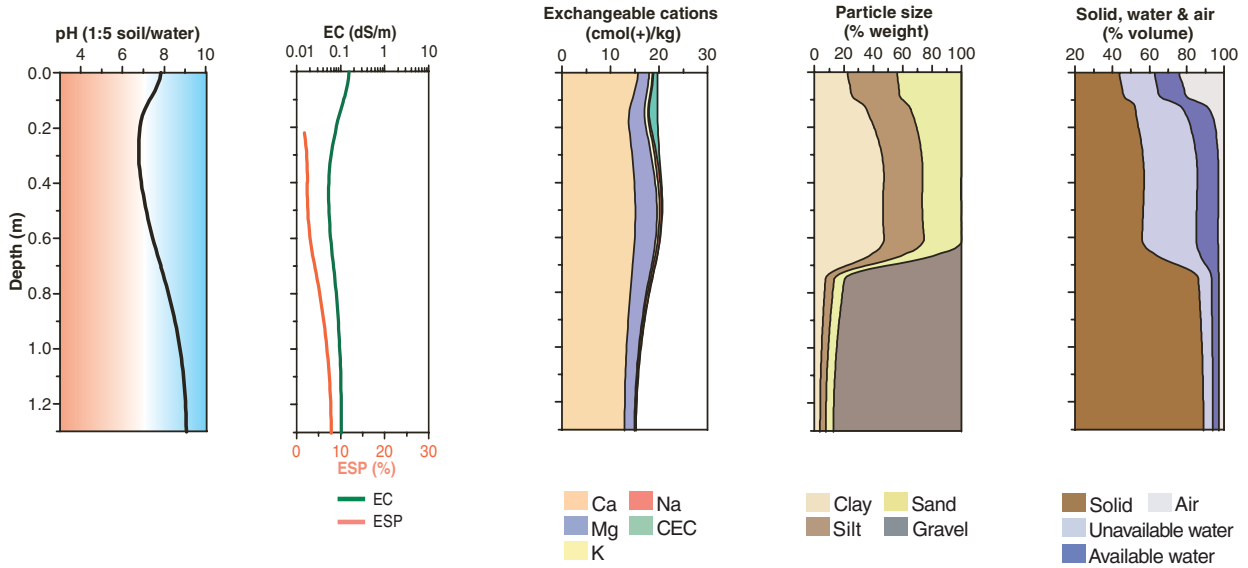 pH (1:5 soil/water)
4 6 8 10
EC (dS/m)
0.01 0.1 1 10
Exchangeable cations
(cmol(+)/kg)
0 10 20 30
Particle size
(% weight)
0 20 40 60 80 100
Solid, water & air
(% volume)
20 40 60 80 100
Depth (m)
0.0
0.2
0.4
0.6
0.8
1.0
1.2
0 10 20 30
ESP (%)
EC
ESP
Ca Na
Mg CEC
K
Clay Sand
Silt Gravel
Solid Air
Unavailable water
Available water